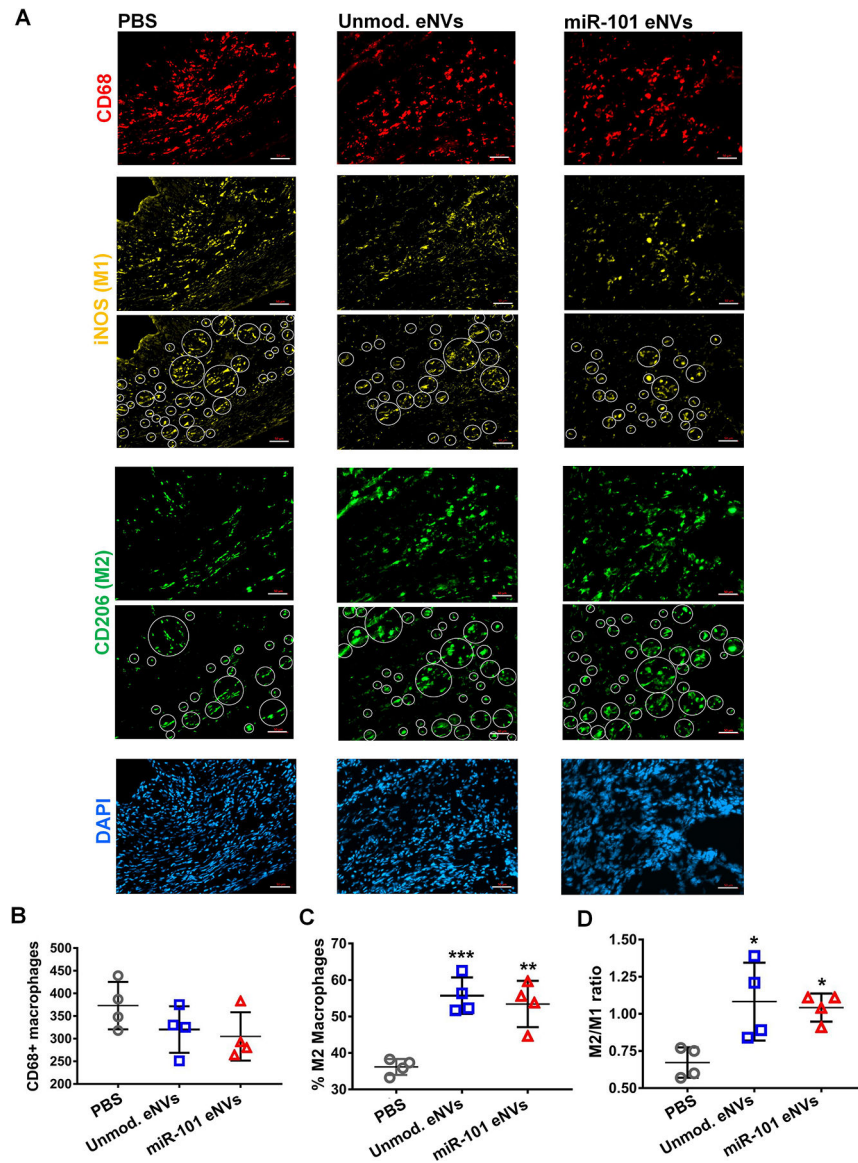 A
PBS
Unmod. eNVs
miR-101 eNVs
CD68
iNOS (M1)
CD206 (M2)
DAPI
B
CD68+ macrophages
500
450
400
350
300
250
200
PBS
Unmod. eNVs
miR-101 eNVs
C
% M2 Macrophages
70
60
50
40
30
***
**
PBS
Unmod. eNVs
miR-101 eNVs
D
M2/M1 ratio
1.50
1.25
1.00
0.75
0.50
*
*
PBS
Unmod. eNVs
miR-101 eNVs